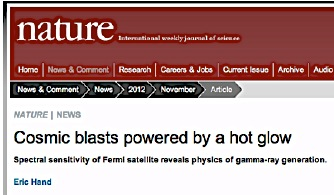 nature International weekly journal of science
Home News & Comment Research Careers & Jobs Current Issue Archive Audio
News & Comment News 2012 November Article
NATURE | NEWS
Cosmic blasts powered by a hot glow
Spectral sensitivity of Fermi satellite reveals physics of gamma-ray generation.
Eric Hand